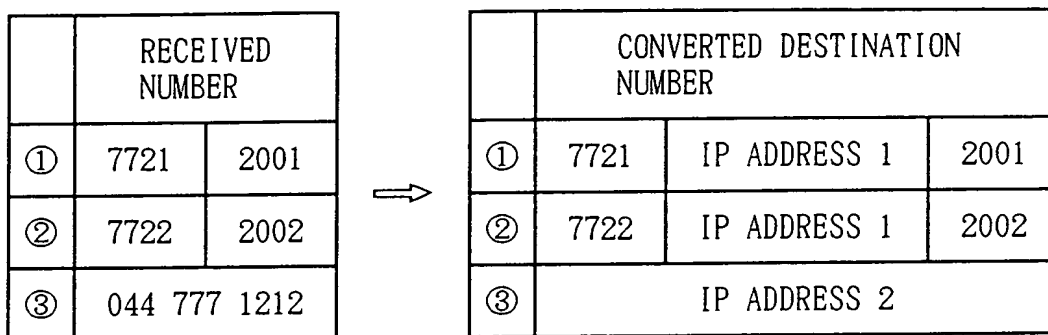 RECEIVED
NUMBER
① 7721 2001
② 7722 2002
③ 044 777 1212
CONVERTED DESTINATION
NUMBER
① 7721 IP ADDRESS 1 2001
② 7722 IP ADDRESS 1 2002
③ IP ADDRESS 2